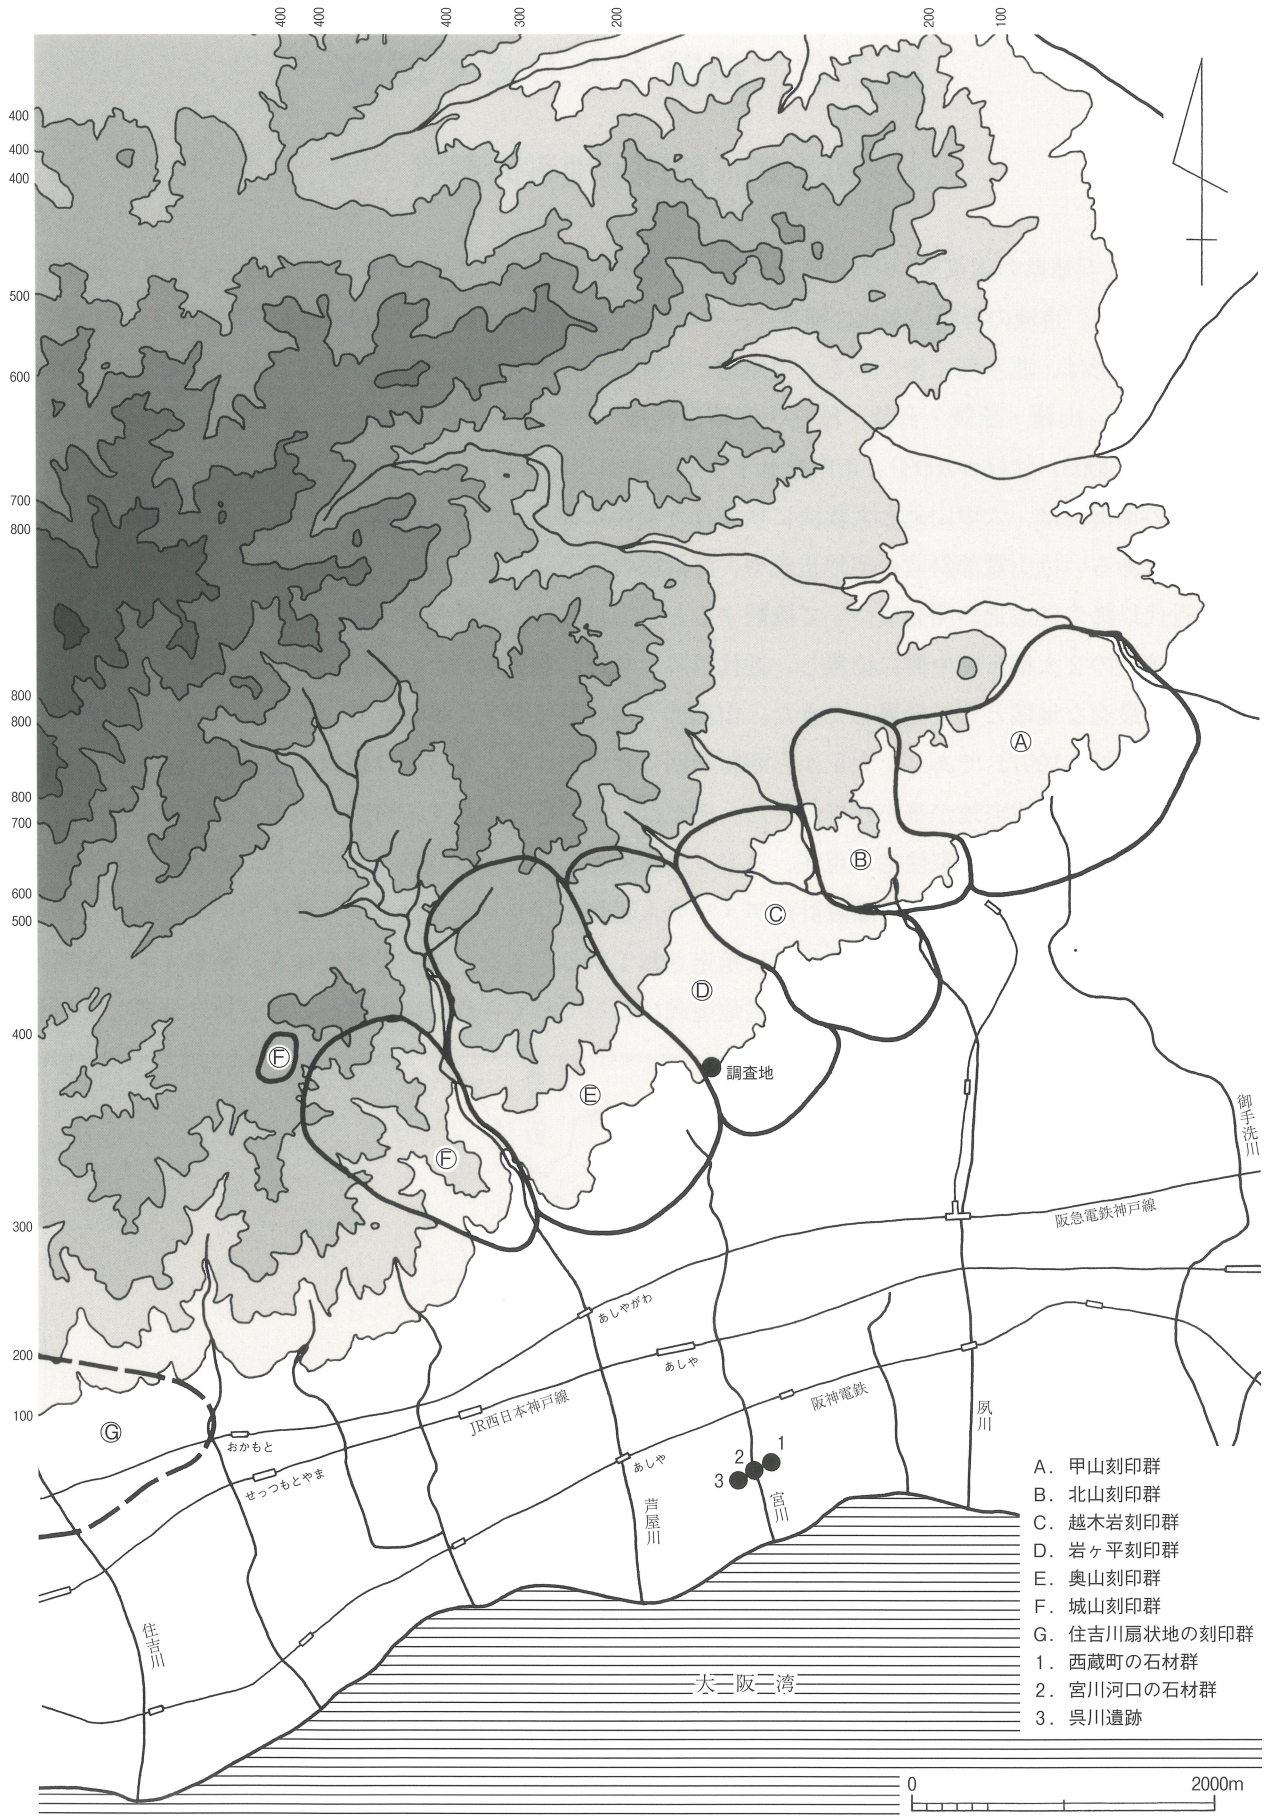 400 400 400 300 200 200 100
400
400
400
500
600
700
800
800
800
800
700
600
500
400
300
200
100
Ⓐ
Ⓑ
Ⓒ
Ⓓ
Ⓔ
Ⓕ
Ⓕ
Ⓖ
調査地
御手洗川
阪急電鉄神戸線
あしやがわ
あしや
JR西日本神戸線
阪神電鉄
おかもと
せっつもとやま
あしや
夙川
1
2
3
宮川
芦屋川
住吉川
大阪湾
A. 甲山刻印群
B. 北山刻印群
C. 越木岩刻印群
D. 岩ヶ平刻印群
E. 奥山刻印群
F. 城山刻印群
G. 住吉川扇状地の刻印群
1. 西蔵町の石材群
2. 宮川河口の石材群
3. 呉川遺跡
0 2000m